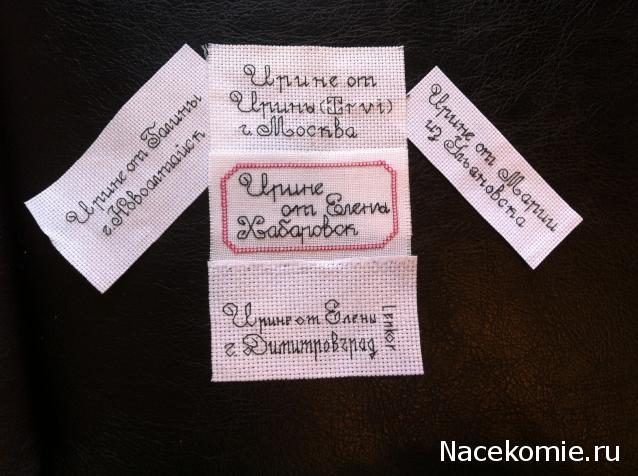 Ирине от Галины
г. Новоалтайск
Ирине от
Ирины (Irvi)
г. Москва
Ирине от Марии
из Ульяновска
Ирине
от Елены
Хабаровск
Ирине от Елены
г. Димитровград
Lenkor
Nacekomie.ru